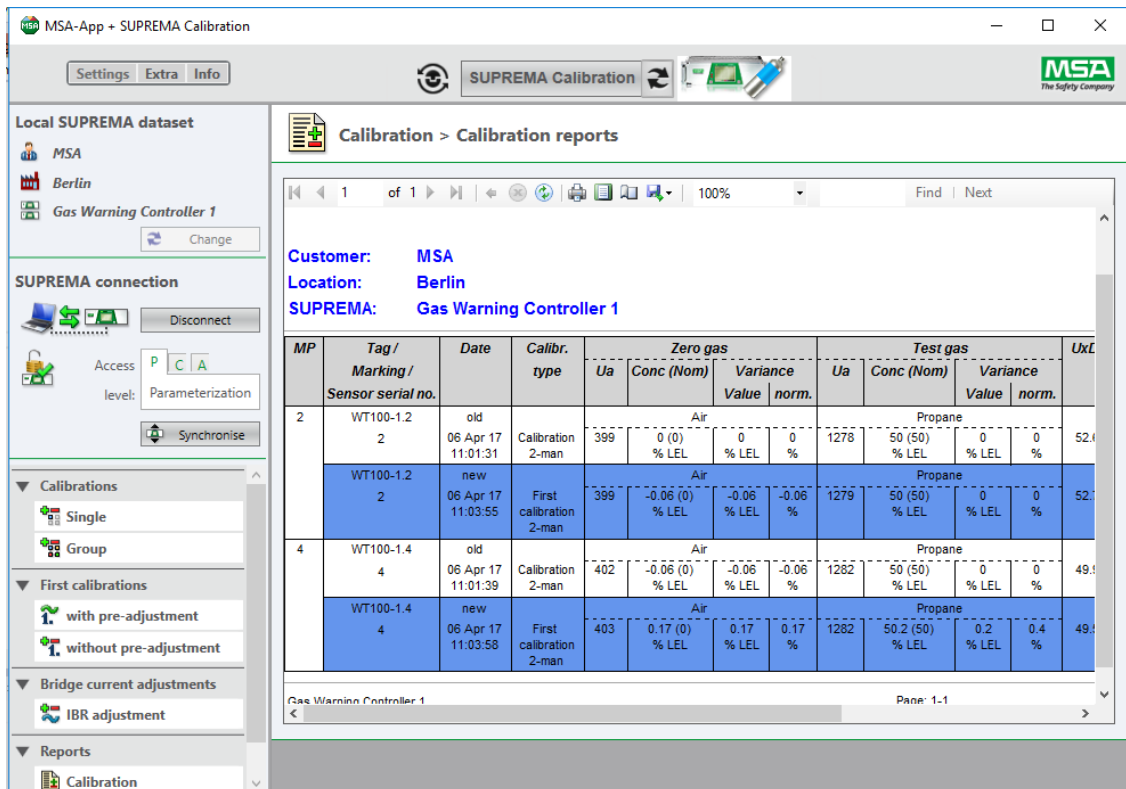 MSA-App + SUPREMA Calibration
Settings Extra Info
SUPREMA Calibration
MSA
The Safety Company
Local SUPREMA dataset
MSA
Berlin
Gas Warning Controller 1
Change
SUPREMA connection
Disconnect
Access level:
P C A
Parameterization
Synchronise
Calibrations
Single
Group
First calibrations
with pre-adjustment
without pre-adjustment
Bridge current adjustments
IBR adjustment
Reports
Calibration
Calibration > Calibration reports
1 of 1 100% Find | Next
Customer: MSA
Location: Berlin
SUPREMA: Gas Warning Controller 1
MP Tag / Date Calibr. Zero gas Test gas
Marking / type Ua Conc (Nom) Variance Ua Conc (Nom) Variance
Sensor serial no. Value norm. Value norm.
2 WT100-1.2 old Air Propane
2 06 Apr 17 Calibration 399 0 (0) 0 0 1278 50 (50) 0 0
11:01:31 2-man % LEL % LEL % % LEL % LEL %
WT100-1.2 new Air Propane
2 06 Apr 17 First 399 -0.06 (0) -0.06 -0.06 1279 50 (50) 0 0
11:03:55 calibration % LEL % LEL % % LEL % LEL %
2-man
4 WT100-1.4 old Air Propane
4 06 Apr 17 Calibration 402 -0.06 (0) -0.06 -0.06 1282 50 (50) 0 0
11:01:39 2-man % LEL % LEL % % LEL % LEL %
WT100-1.4 new Air Propane
4 06 Apr 17 First 403 0.17 (0) 0.17 0.17 1282 50.2 (50) 0.2 0.4
11:03:58 calibration % LEL % LEL % % LEL % LEL %
2-man
Gas Warning Controller 1 Page: 1-1